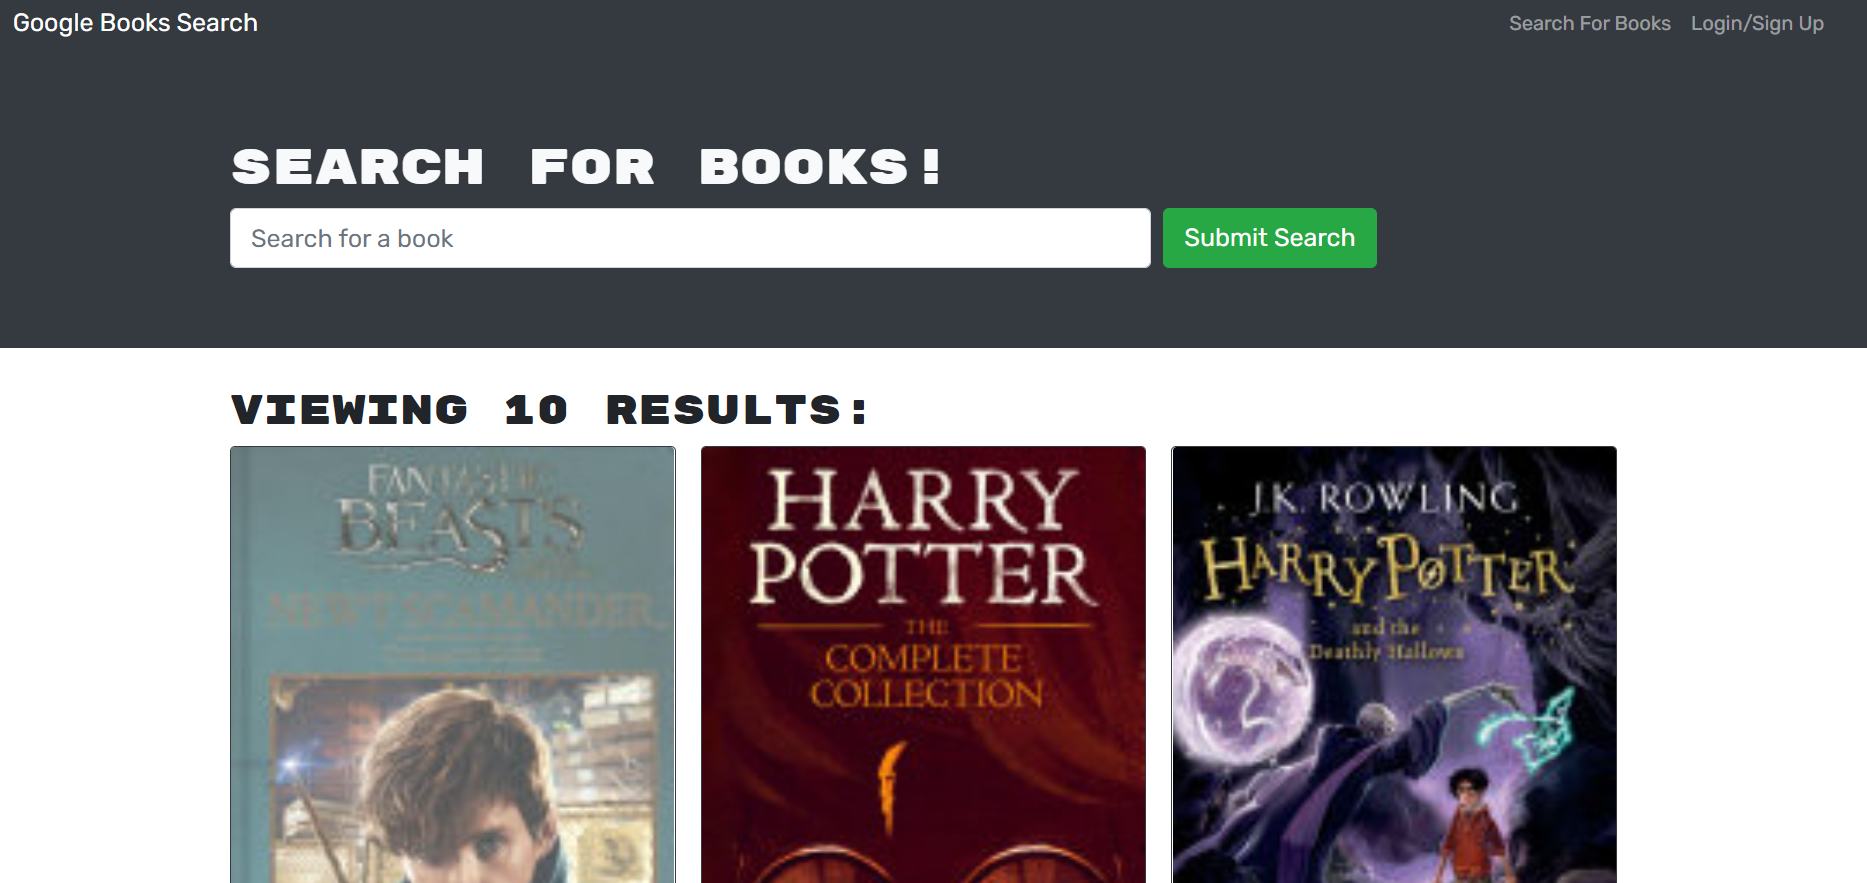 Google Books Search
Search For Books
Login/Sign Up
SEARCH FOR BOOKS!
Search for a book
Submit Search
VIEWING 10 RESULTS:
FANTASTIC
BEASTS
NEWT SCAMANDER
HARRY
POTTER
THE
COMPLETE
COLLECTION
J.K. ROWLING
HARRY POTTER
and the
Deathly Hallows